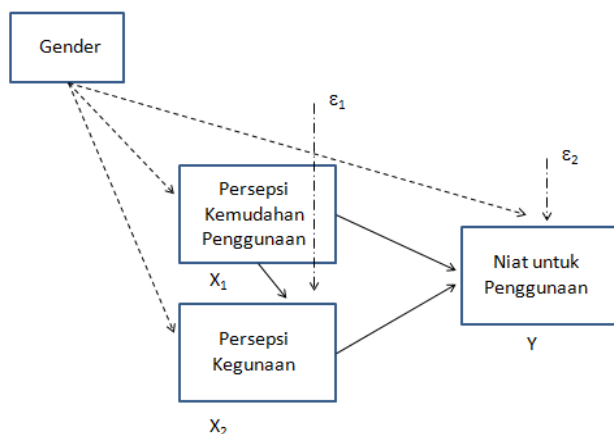 Gender
ε1
ε2
Persepsi
Kemudahan
Penggunaan
X1
Niat untuk
Penggunaan
Y
Persepsi
Kegunaan
X2